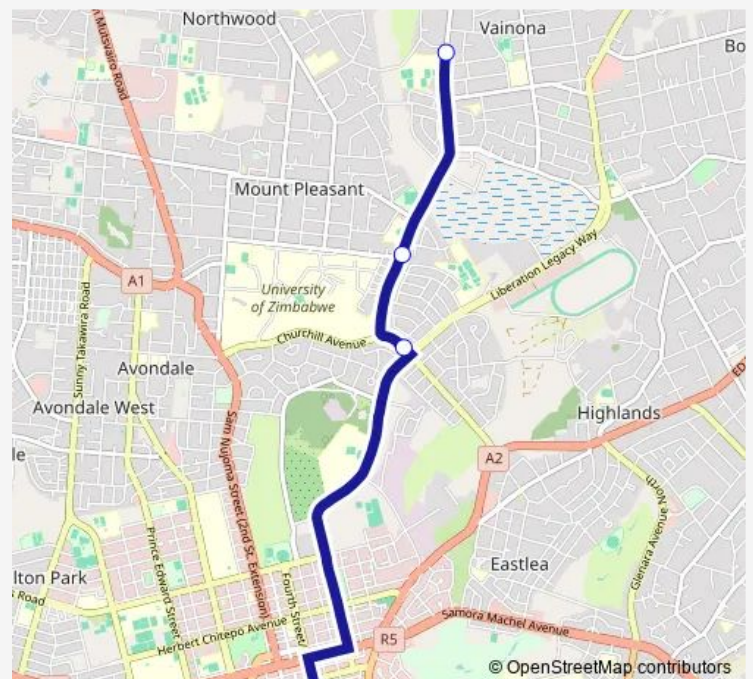 Northwood
Vainona
Bo
n Mutsvairo Road
Mount Pleasant
Liberation Legacy Way
A1
University
of Zimbabwe
Churchill Avenue
Sunny Takawira Road
Avondale
Avondale West
Highlands
ED
le
Sam Nujoma Street (2nd St. Extension)
A2
Glenara Avenue North
Prince Edward Street
lton Park
s Road
Fourth Street/
Eastlea
Herbert Chitepo Avenue
R5
Samora Machel Avenue
© OpenStreetMap contributors